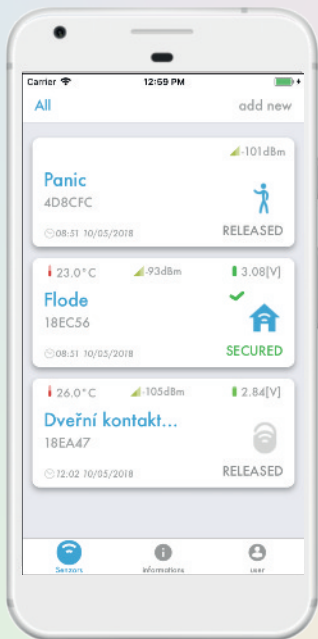 Carrier 12:59 PM
All add new
-101dBm
Panic
4D8CFC
08:51 10/05/2018 RELEASED
23.0°C -93dBm 3.08[V]
Flode
18EC56
08:51 10/05/2018 SECURED
26.0°C -105dBm 2.84[V]
Dveřní kontakt...
18EA47
12:02 10/05/2018 RELEASED
Senzors informations user